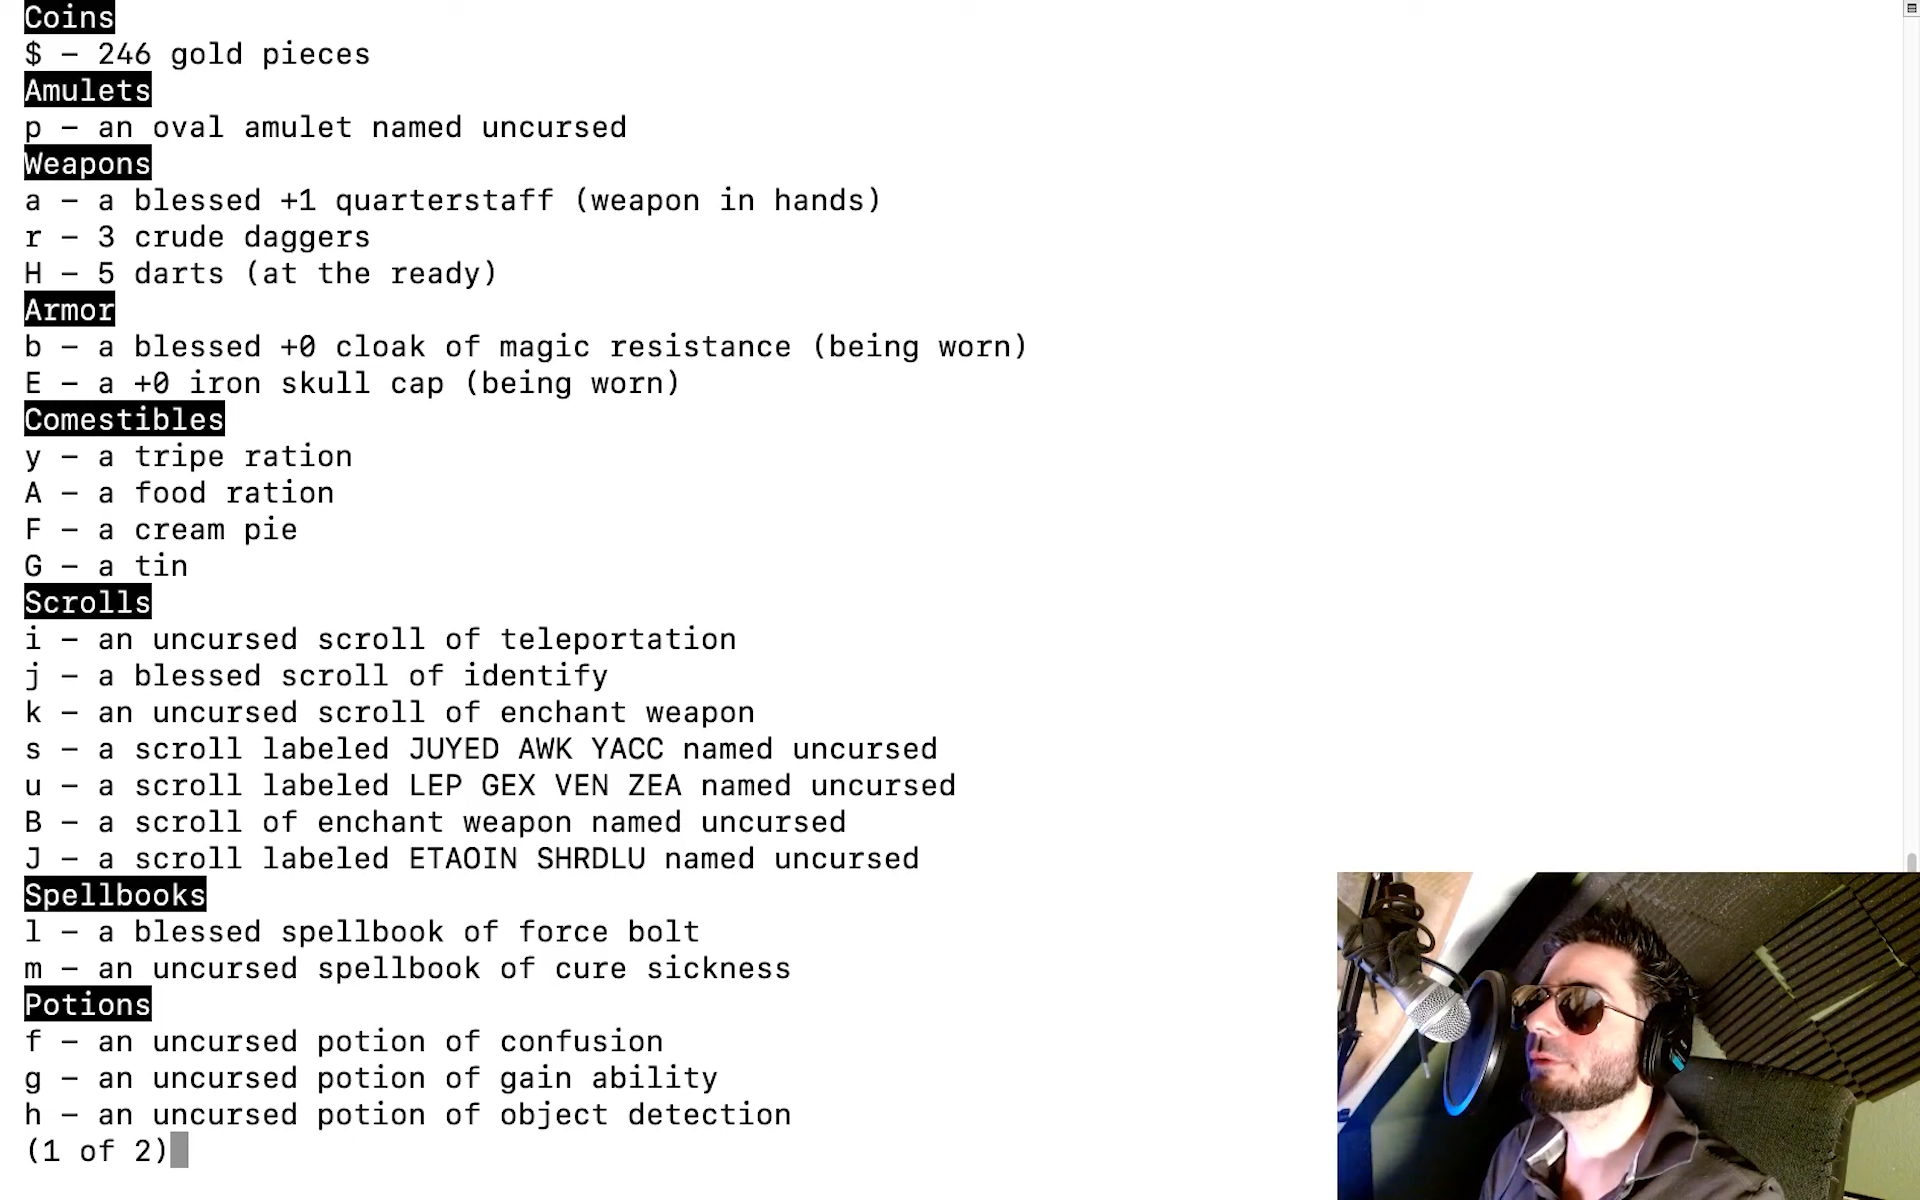 Coins
$ – 246 gold pieces
Amulets
p – an oval amulet named uncursed
Weapons
a – a blessed +1 quarterstaff (weapon in hands)
r – 3 crude daggers
H – 5 darts (at the ready)
Armor
b – a blessed +0 cloak of magic resistance (being worn)
E – a +0 iron skull cap (being worn)
Comestibles
y – a tripe ration
A – a food ration
F – a cream pie
G – a tin
Scrolls
i – an uncursed scroll of teleportation
j – a blessed scroll of identify
k – an uncursed scroll of enchant weapon
s – a scroll labeled JUYED AWK YACC named uncursed
u – a scroll labeled LEP GEX VEN ZEA named uncursed
B – a scroll of enchant weapon named uncursed
J – a scroll labeled ETAOIN SHRDLU named uncursed
Spellbooks
l – a blessed spellbook of force bolt
m – an uncursed spellbook of cure sickness
Potions
f – an uncursed potion of confusion
g – an uncursed potion of gain ability
h – an uncursed potion of object detection
(1 of 2)